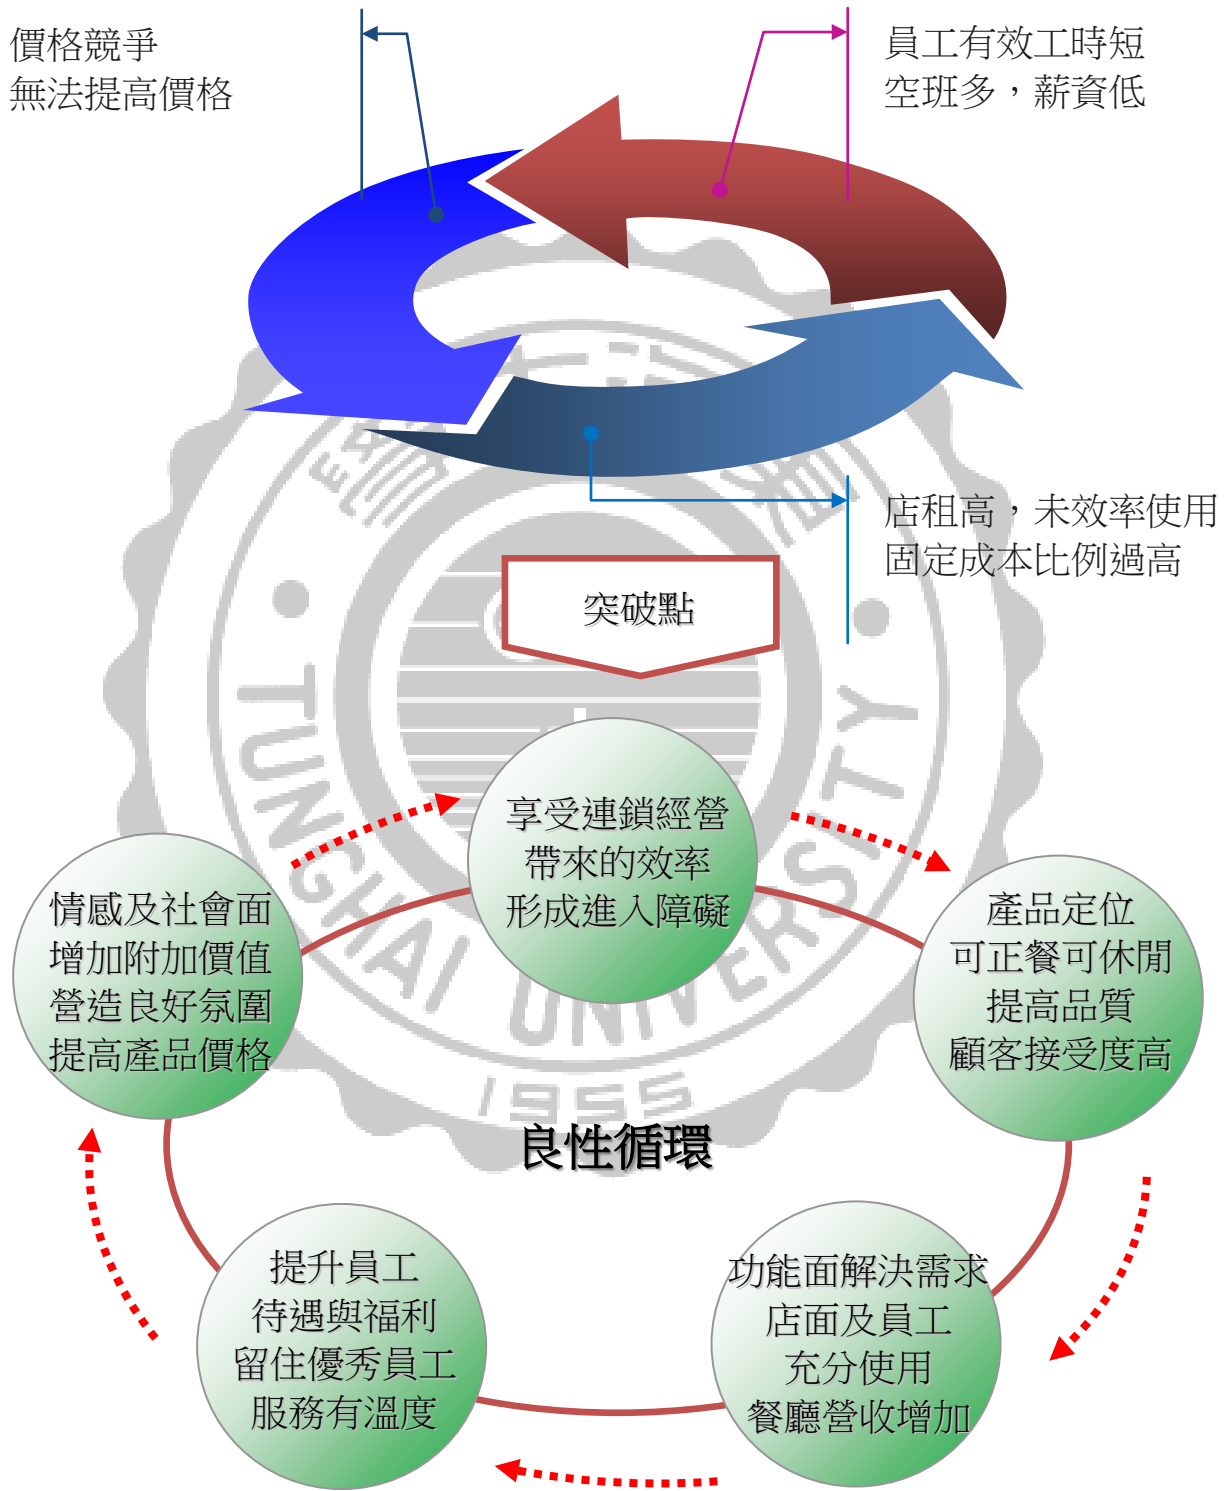 價格競爭
無法提高價格
員工有效工時短
空班多，薪資低
店租高，未效率使用
固定成本比例過高
突破點
享受連鎖經營
帶來的效率
形成進入障礙
情感及社會面
增加附加價值
營造良好氛圍
提高產品價格
產品定位
可正餐可休閒
提高品質
顧客接受度高
TUNGHAI UNIVERSITY
1955
良性循環
提升員工
待遇與福利
留住優秀員工
服務有溫度
功能面解決需求
店面及員工
充分使用
餐廳營收增加